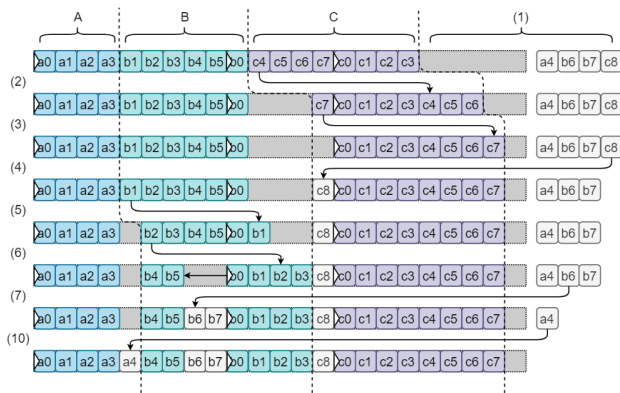 A B C (1)
a0 a1 a2 a3 b1 b2 b3 b4 b5 b0 c4 c5 c6 c7 c0 c1 c2 c3 a4 b6 b7 c8
(2)
a0 a1 a2 a3 b1 b2 b3 b4 b5 b0 c7 c0 c1 c2 c3 c4 c5 c6 a4 b6 b7 c8
(3)
a0 a1 a2 a3 b1 b2 b3 b4 b5 b0 c0 c1 c2 c3 c4 c5 c6 c7 a4 b6 b7 c8
(4)
a0 a1 a2 a3 b1 b2 b3 b4 b5 b0 c8 c0 c1 c2 c3 c4 c5 c6 c7 a4 b6 b7
(5)
a0 a1 a2 a3 b2 b3 b4 b5 b0 b1 c8 c0 c1 c2 c3 c4 c5 c6 c7 a4 b6 b7
(6)
a0 a1 a2 a3 b4 b5 b0 b1 b2 b3 c8 c0 c1 c2 c3 c4 c5 c6 c7 a4 b6 b7
(7)
a0 a1 a2 a3 b4 b5 b6 b7 b0 b1 b2 b3 c8 c0 c1 c2 c3 c4 c5 c6 c7 a4
(10)
a0 a1 a2 a3 a4 b4 b5 b6 b7 b0 b1 b2 b3 c8 c0 c1 c2 c3 c4 c5 c6 c7